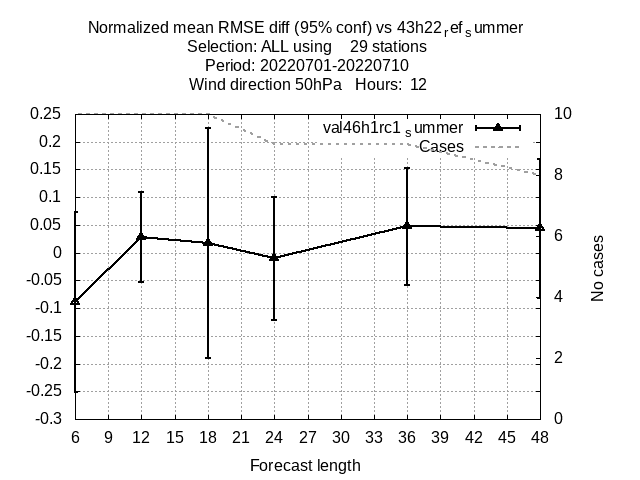 Normalized mean RMSE diff (95% conf) vs 43h22refsummer
Selection: ALL using 29 stations
Period: 20220701-20220710
Wind direction 50hPa Hours: 12
0.25
0.2
0.15
0.1
0.05
0
-0.05
-0.1
-0.15
-0.2
-0.25
-0.3
val46h1rc1summer
Cases
10
8
6
4
2
0
No cases
6 9 12 15 18 21 24 27 30 33 36 39 42 45 48
Forecast length